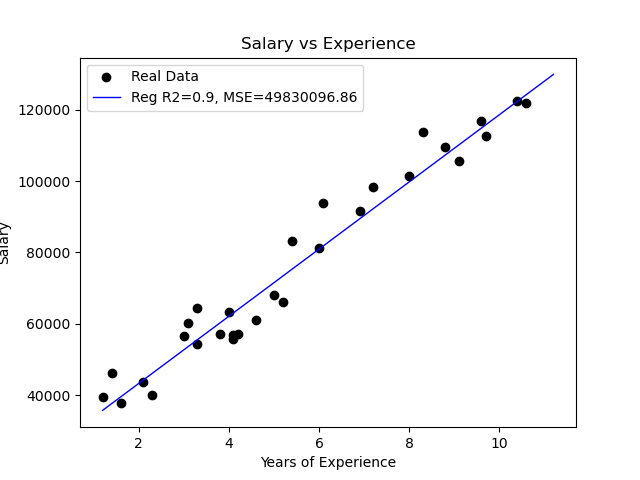 Salary vs Experience
Real Data
Reg R2=0.9, MSE=49830096.86
120000
100000
80000
60000
40000
Salary
2 4 6 8 10
Years of Experience